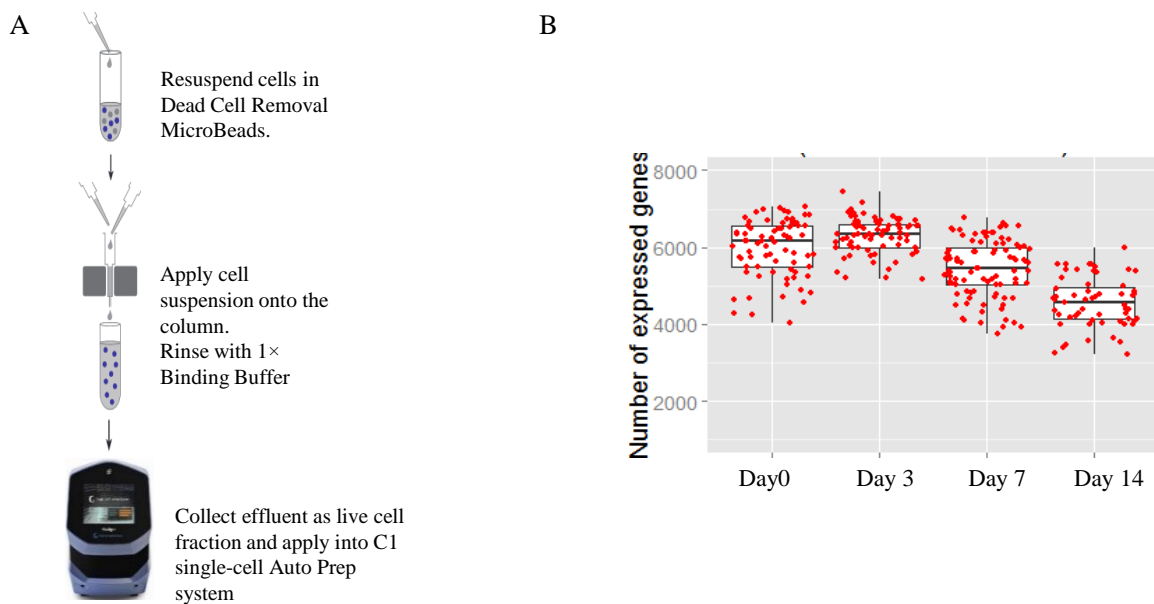 A
Resuspend cells in
Dead Cell Removal
MicroBeads.
Apply cell
suspension onto the
column.
Rinse with 1×
Binding Buffer
Collect effluent as live cell
fraction and apply into C1
single-cell Auto Prep
system
B
Number of expressed genes
8000
6000
4000
2000
Day0
Day 3
Day 7
Day 14